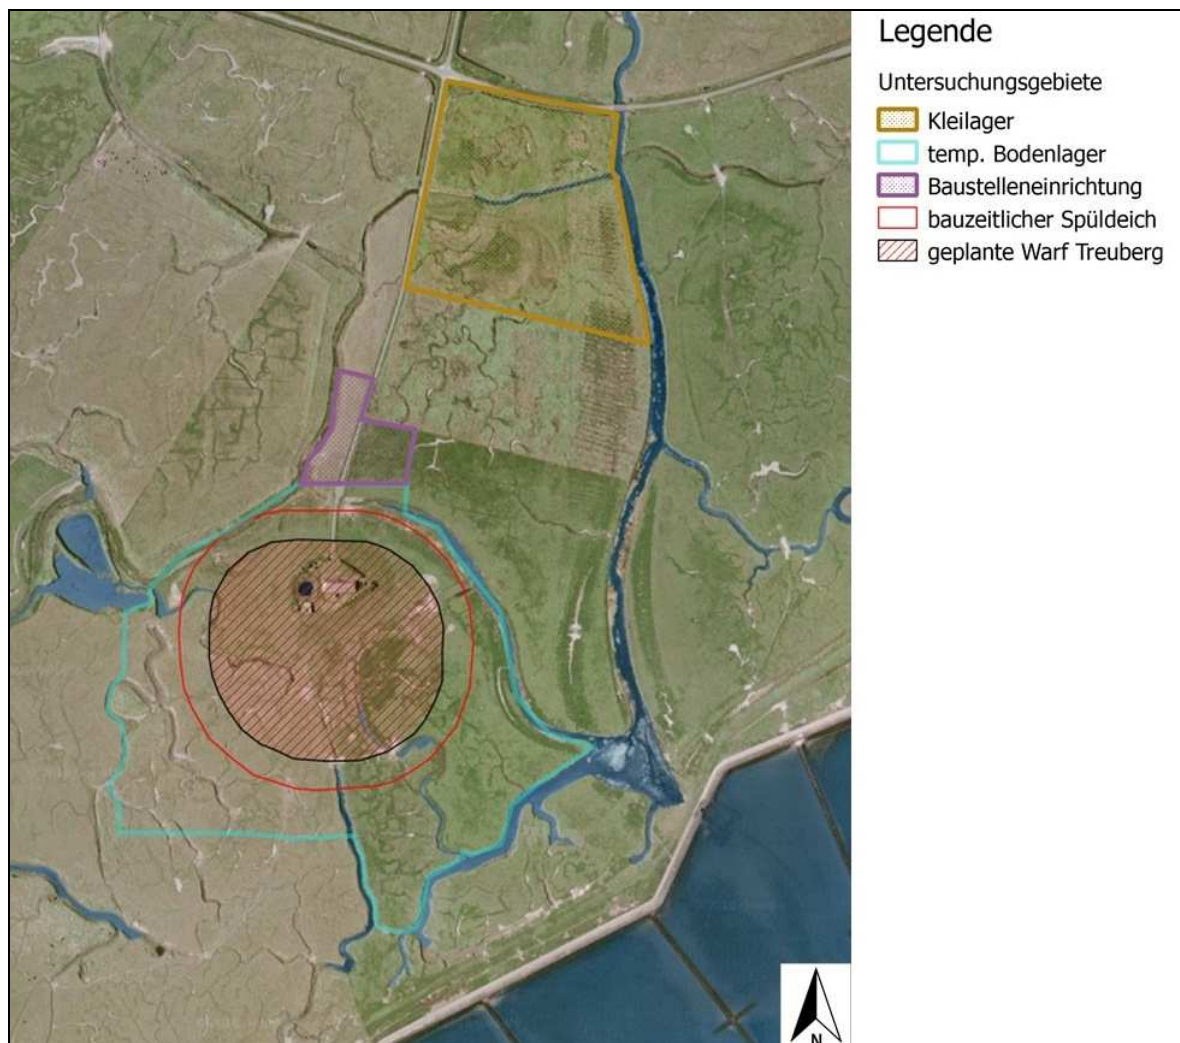 Legende
Untersuchungsgebiete
Kleilager
temp. Bodenlager
Baustelleneinrichtung
bauzeitlicher Spüldeich
geplante Warf Treuberg
N